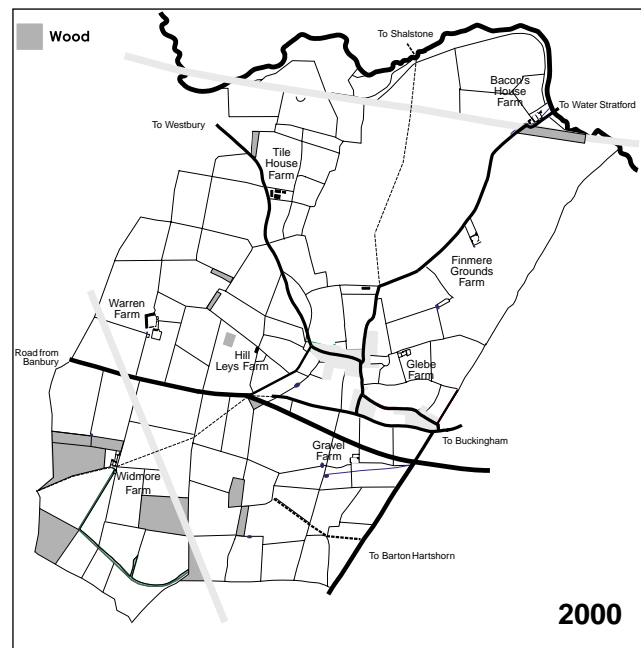 Wood
To Shalstone
Bacon's
House
Farm
To Water Stratford
To Westbury
Tile
House
Farm
Finmere
Grounds
Farm
Warren
Farm
Road from
Banbury
Hill
Leys Farm
Glebe
Farm
To Buckingham
Gravel
Farm
Widmore
Farm
To Barton Hartshorn
2000